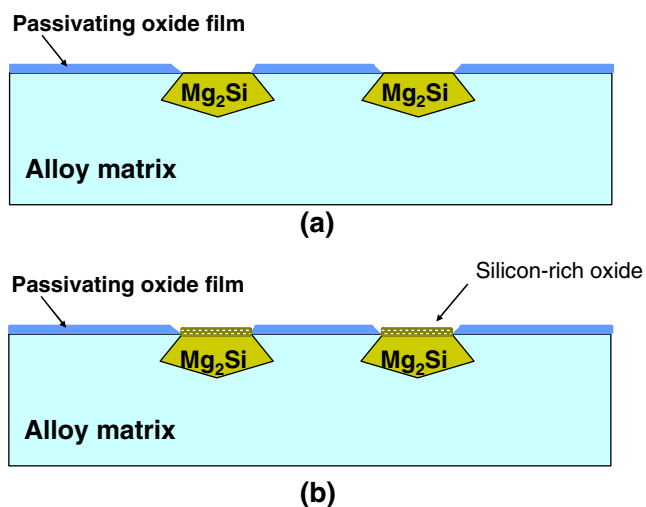 Passivating oxide film
Mg₂Si Mg₂Si
Alloy matrix
(a)
Silicon-rich oxide
Passivating oxide film
Mg₂Si Mg₂Si
Alloy matrix
(b)